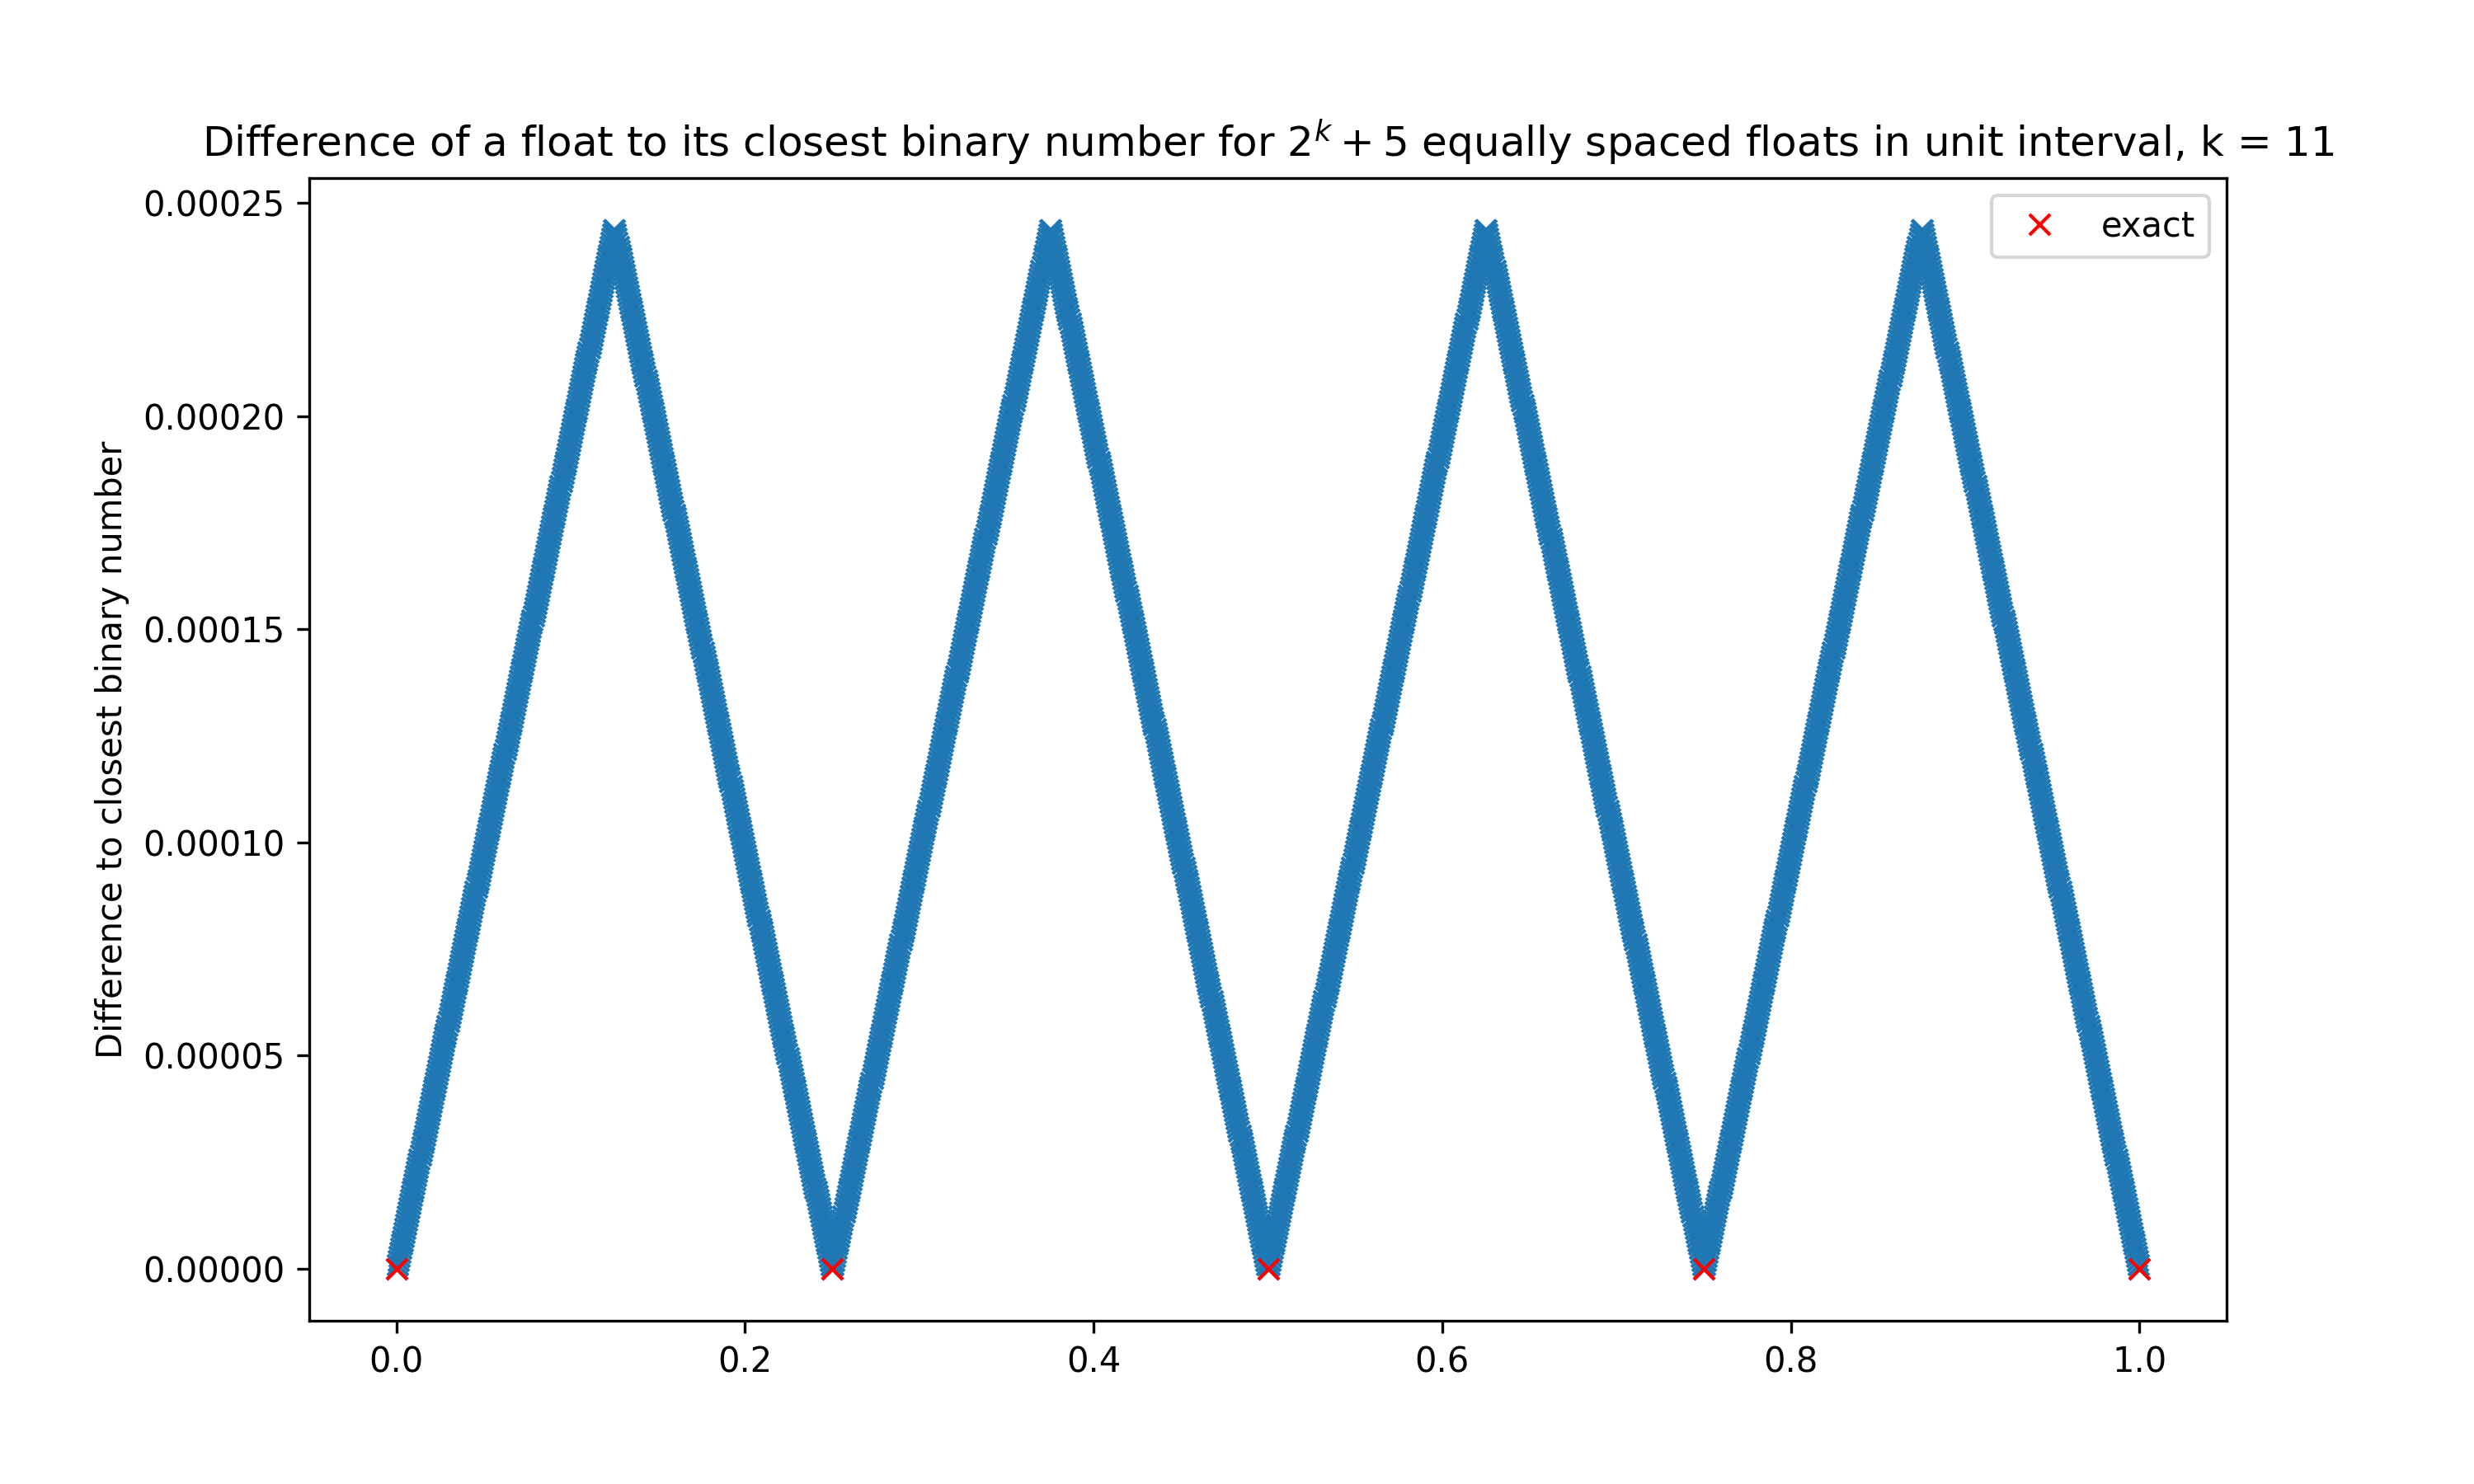 Difference of a float to its closest binary number for $2^k + 5$ equally spaced floats in unit interval, k = 11
exact
0.00025
0.00020
0.00015
0.00010
0.00005
0.00000
Difference to closest binary number
0.0 0.2 0.4 0.6 0.8 1.0